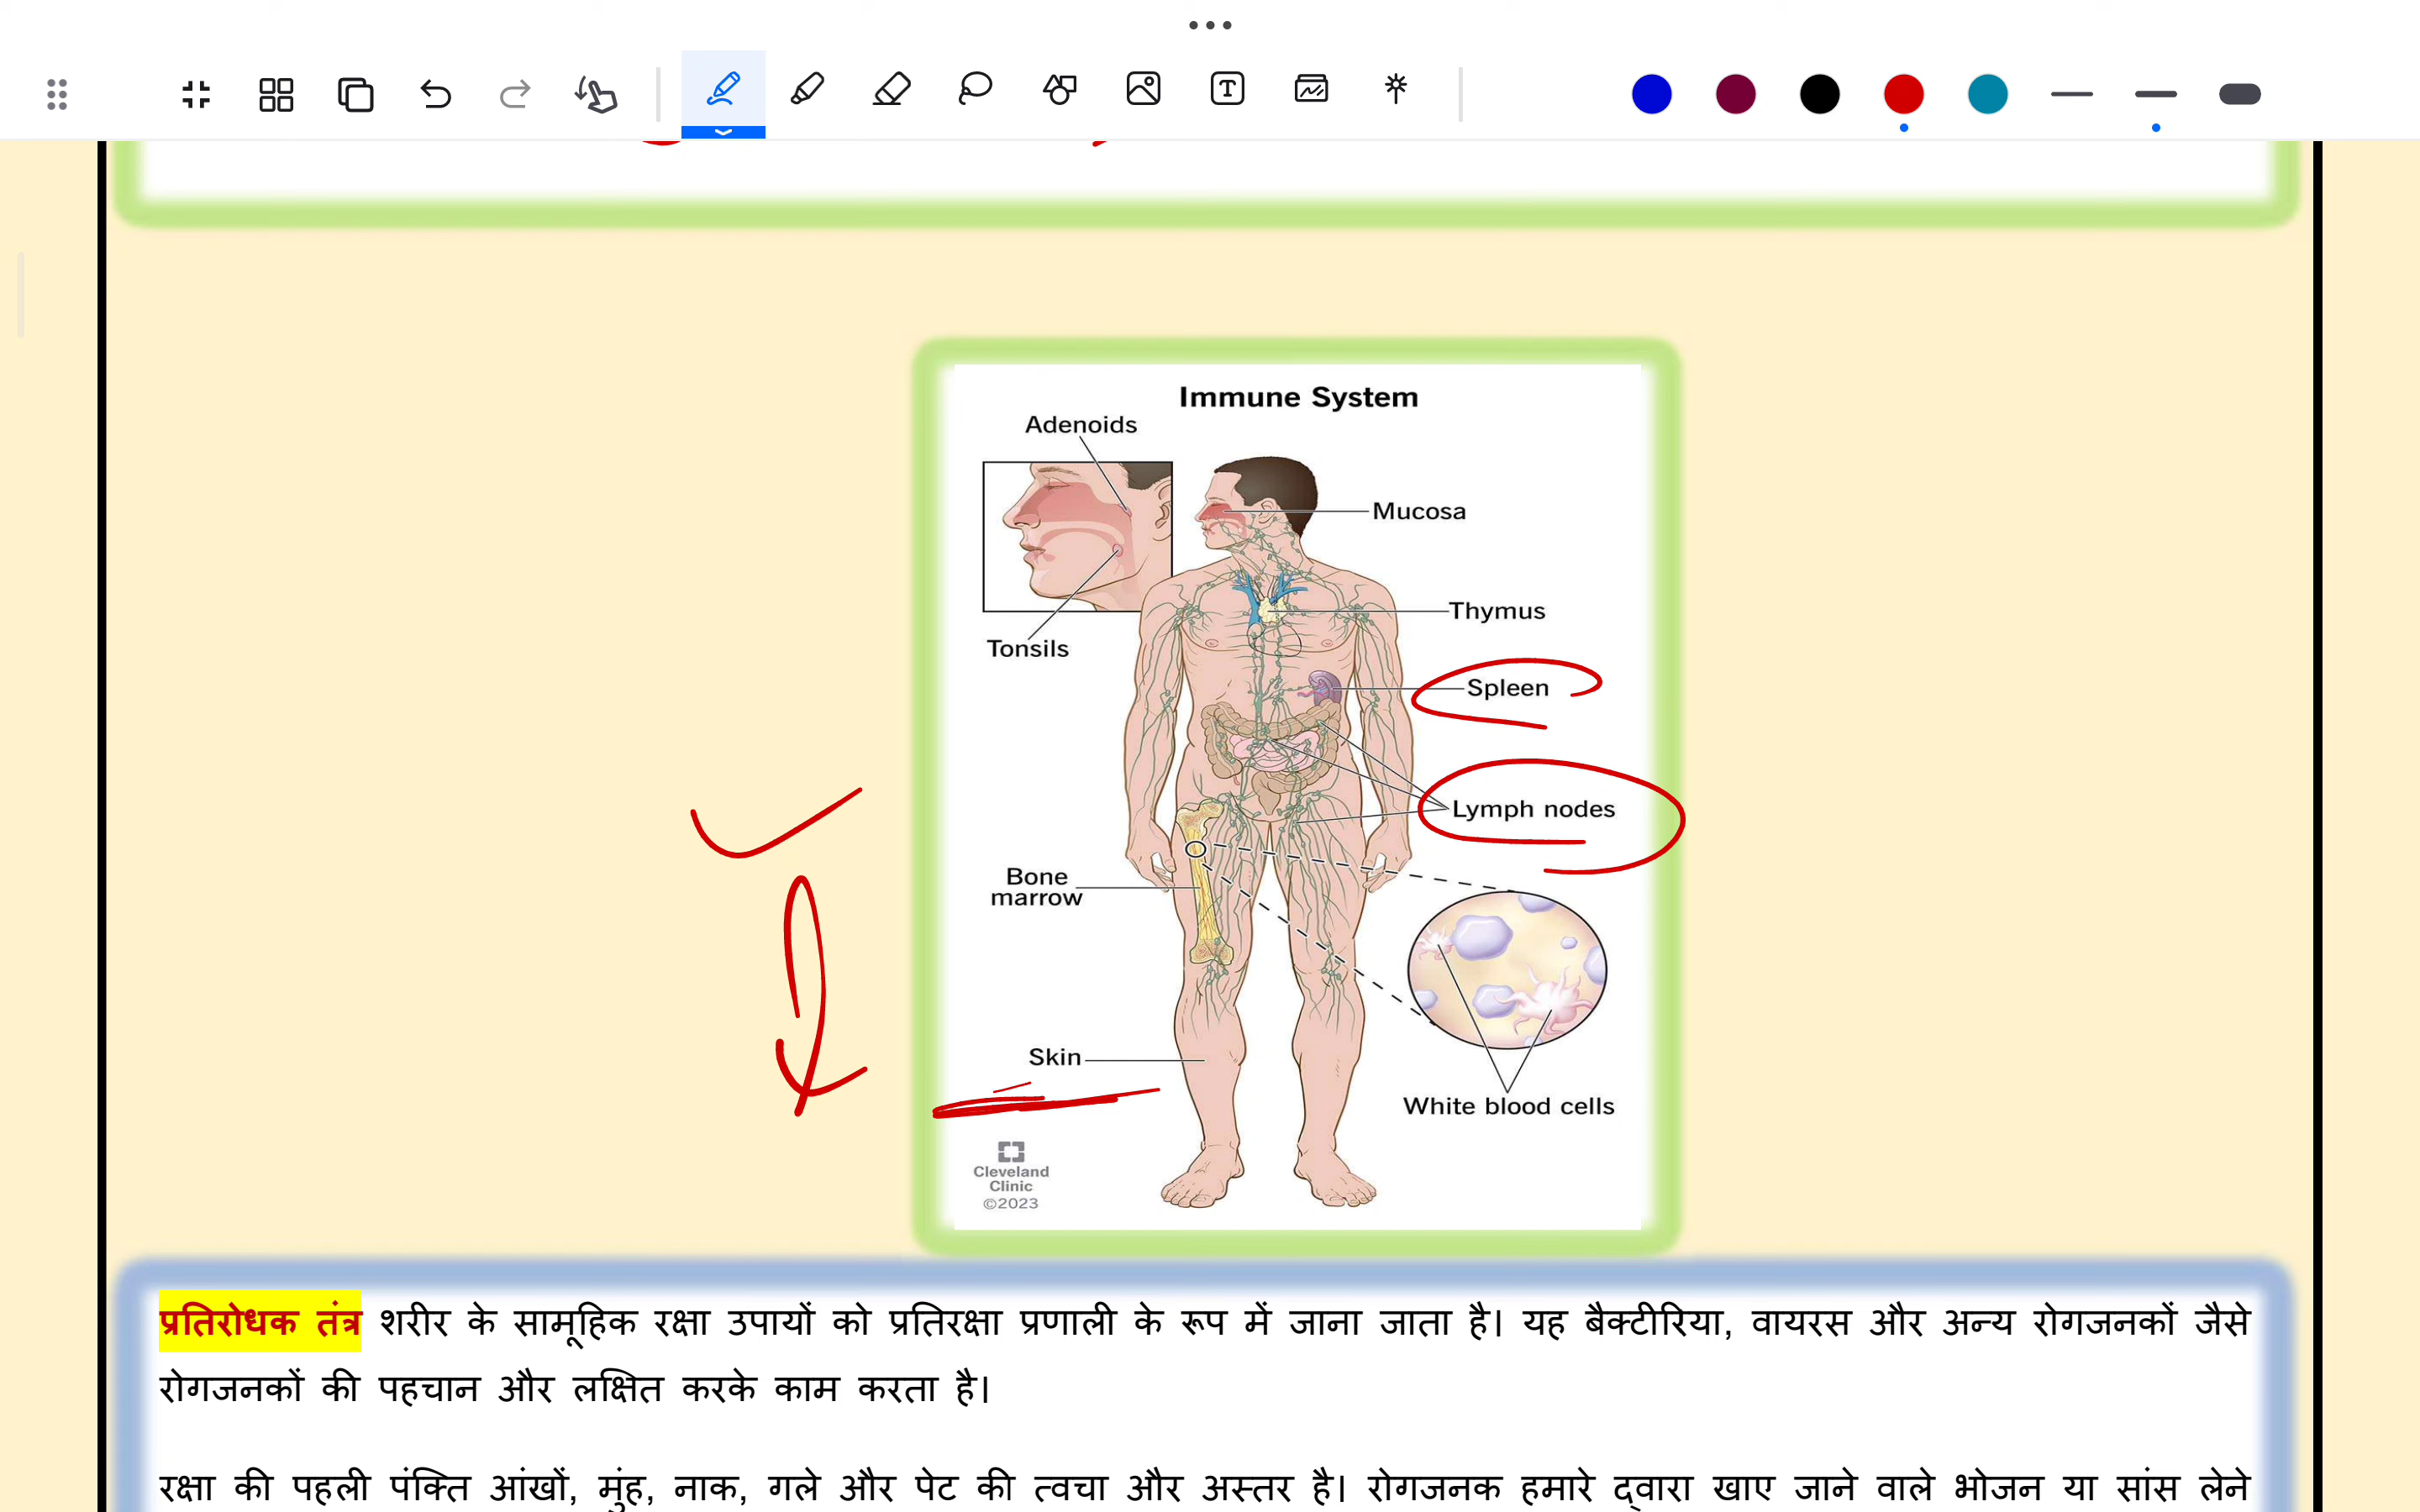 Immune System
Adenoids
Mucosa
Thymus
Tonsils
Spleen
Lymph nodes
Bone
marrow
Skin
White blood cells
Cleveland
Clinic
©2023
प्रतिरोधक तंत्र शरीर के सामूहिक रक्षा उपायों को प्रतिरक्षा प्रणाली के रूप में जाना जाता है। यह बैक्टीरिया, वायरस और अन्य रोगजनकों जैसे
रोगजनकों की पहचान और लक्षित करके काम करता है।
रक्षा की पहली पंक्ति आंखों, मुंह, नाक, गले और पेट की त्वचा और अस्तर है। रोगजनक हमारे द्वारा खाए जाने वाले भोजन या सांस लेने